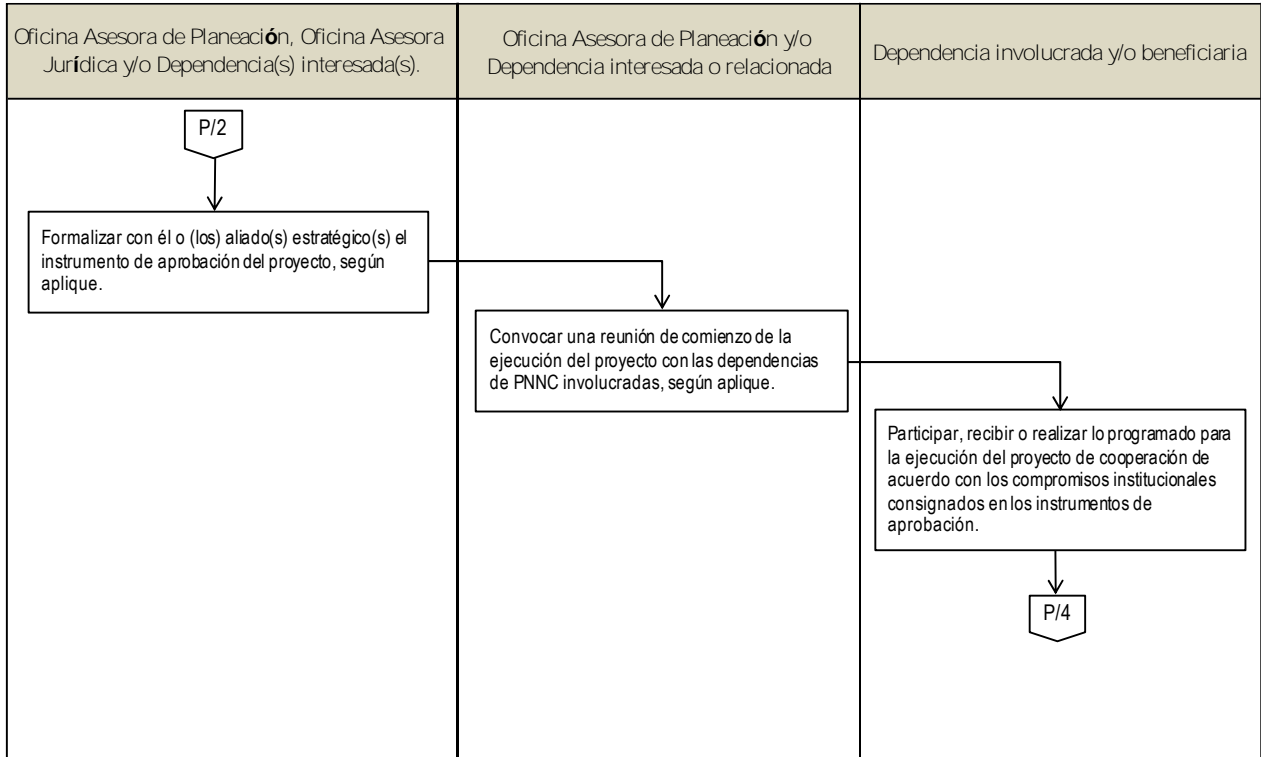 Oficina Asesora de Planeación, Oficina Asesora
Jurídica y/o Dependencia(s) interesada(s).
Oficina Asesora de Planeación y/o
Dependencia interesada o relacionada
Dependencia involucrada y/o beneficiaria
P/2
Formalizar con él o (los) aliado(s) estratégico(s) el
instrumento de aprobación del proyecto, según
aplique.
Convocar una reunión de comienzo de la
ejecución del proyecto con las dependencias
de PNNC involucradas, según aplique.
Participar, recibir o realizar lo programado para
la ejecución del proyecto de cooperación de
acuerdo con los compromisos institucionales
consignados en los instrumentos de
aprobación.
P/4